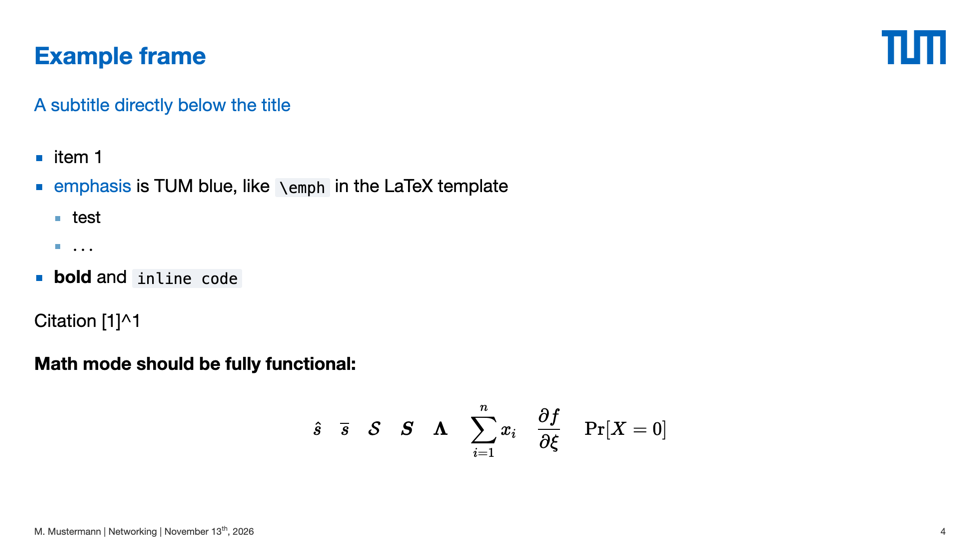 Example frame
TUM
A subtitle directly below the title
▪ item 1
▪ emphasis is TUM blue, like \emph in the LaTeX template
▪ test
▪ ...
▪ bold and inline code
Citation [1]^1
Math mode should be fully functional:
ŝ s̅ 𝒮 𝑺 𝚲 ∑_{i=1}^{n} x_i ∂f/∂ξ Pr[X = 0]
M. Mustermann | Networking | November 13th, 2026
4